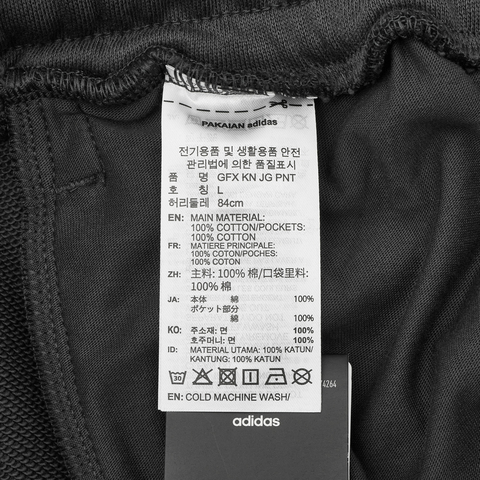 PAKAIAN adidas
전기용품 및 생활용품 안전
관리법에 의한 품질표시
품 명 GFX KN JG PNT
호 칭 L
허리둘레 84cm
EN: MAIN MATERIAL:
100% COTTON/POCKETS:
100% COTTON
FR: MATIERE PRINCIPALE:
100% COTON/POCHES:
100% COTON
ZH: 主料: 100% 棉/口袋里料:
100% 棉
JA: 本体 綿 100%
ポケット部分
綿 100%
KO: 주소재: 면 100%
호주머니: 면 100%
ID: MATERIAL UTAMA: 100% KATUN/
KANTUNG: 100% KATUN
30
EN: COLD MACHINE WASH/
4264
adidas